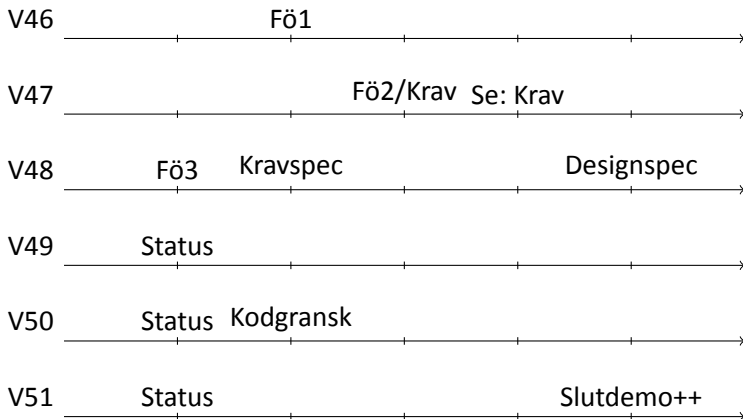 V46 Fö1
V47 Fö2/Krav Se: Krav
V48 Fö3 Kravspec Designspec
V49 Status
V50 Status Kodgransk
V51 Status Slutdemo++